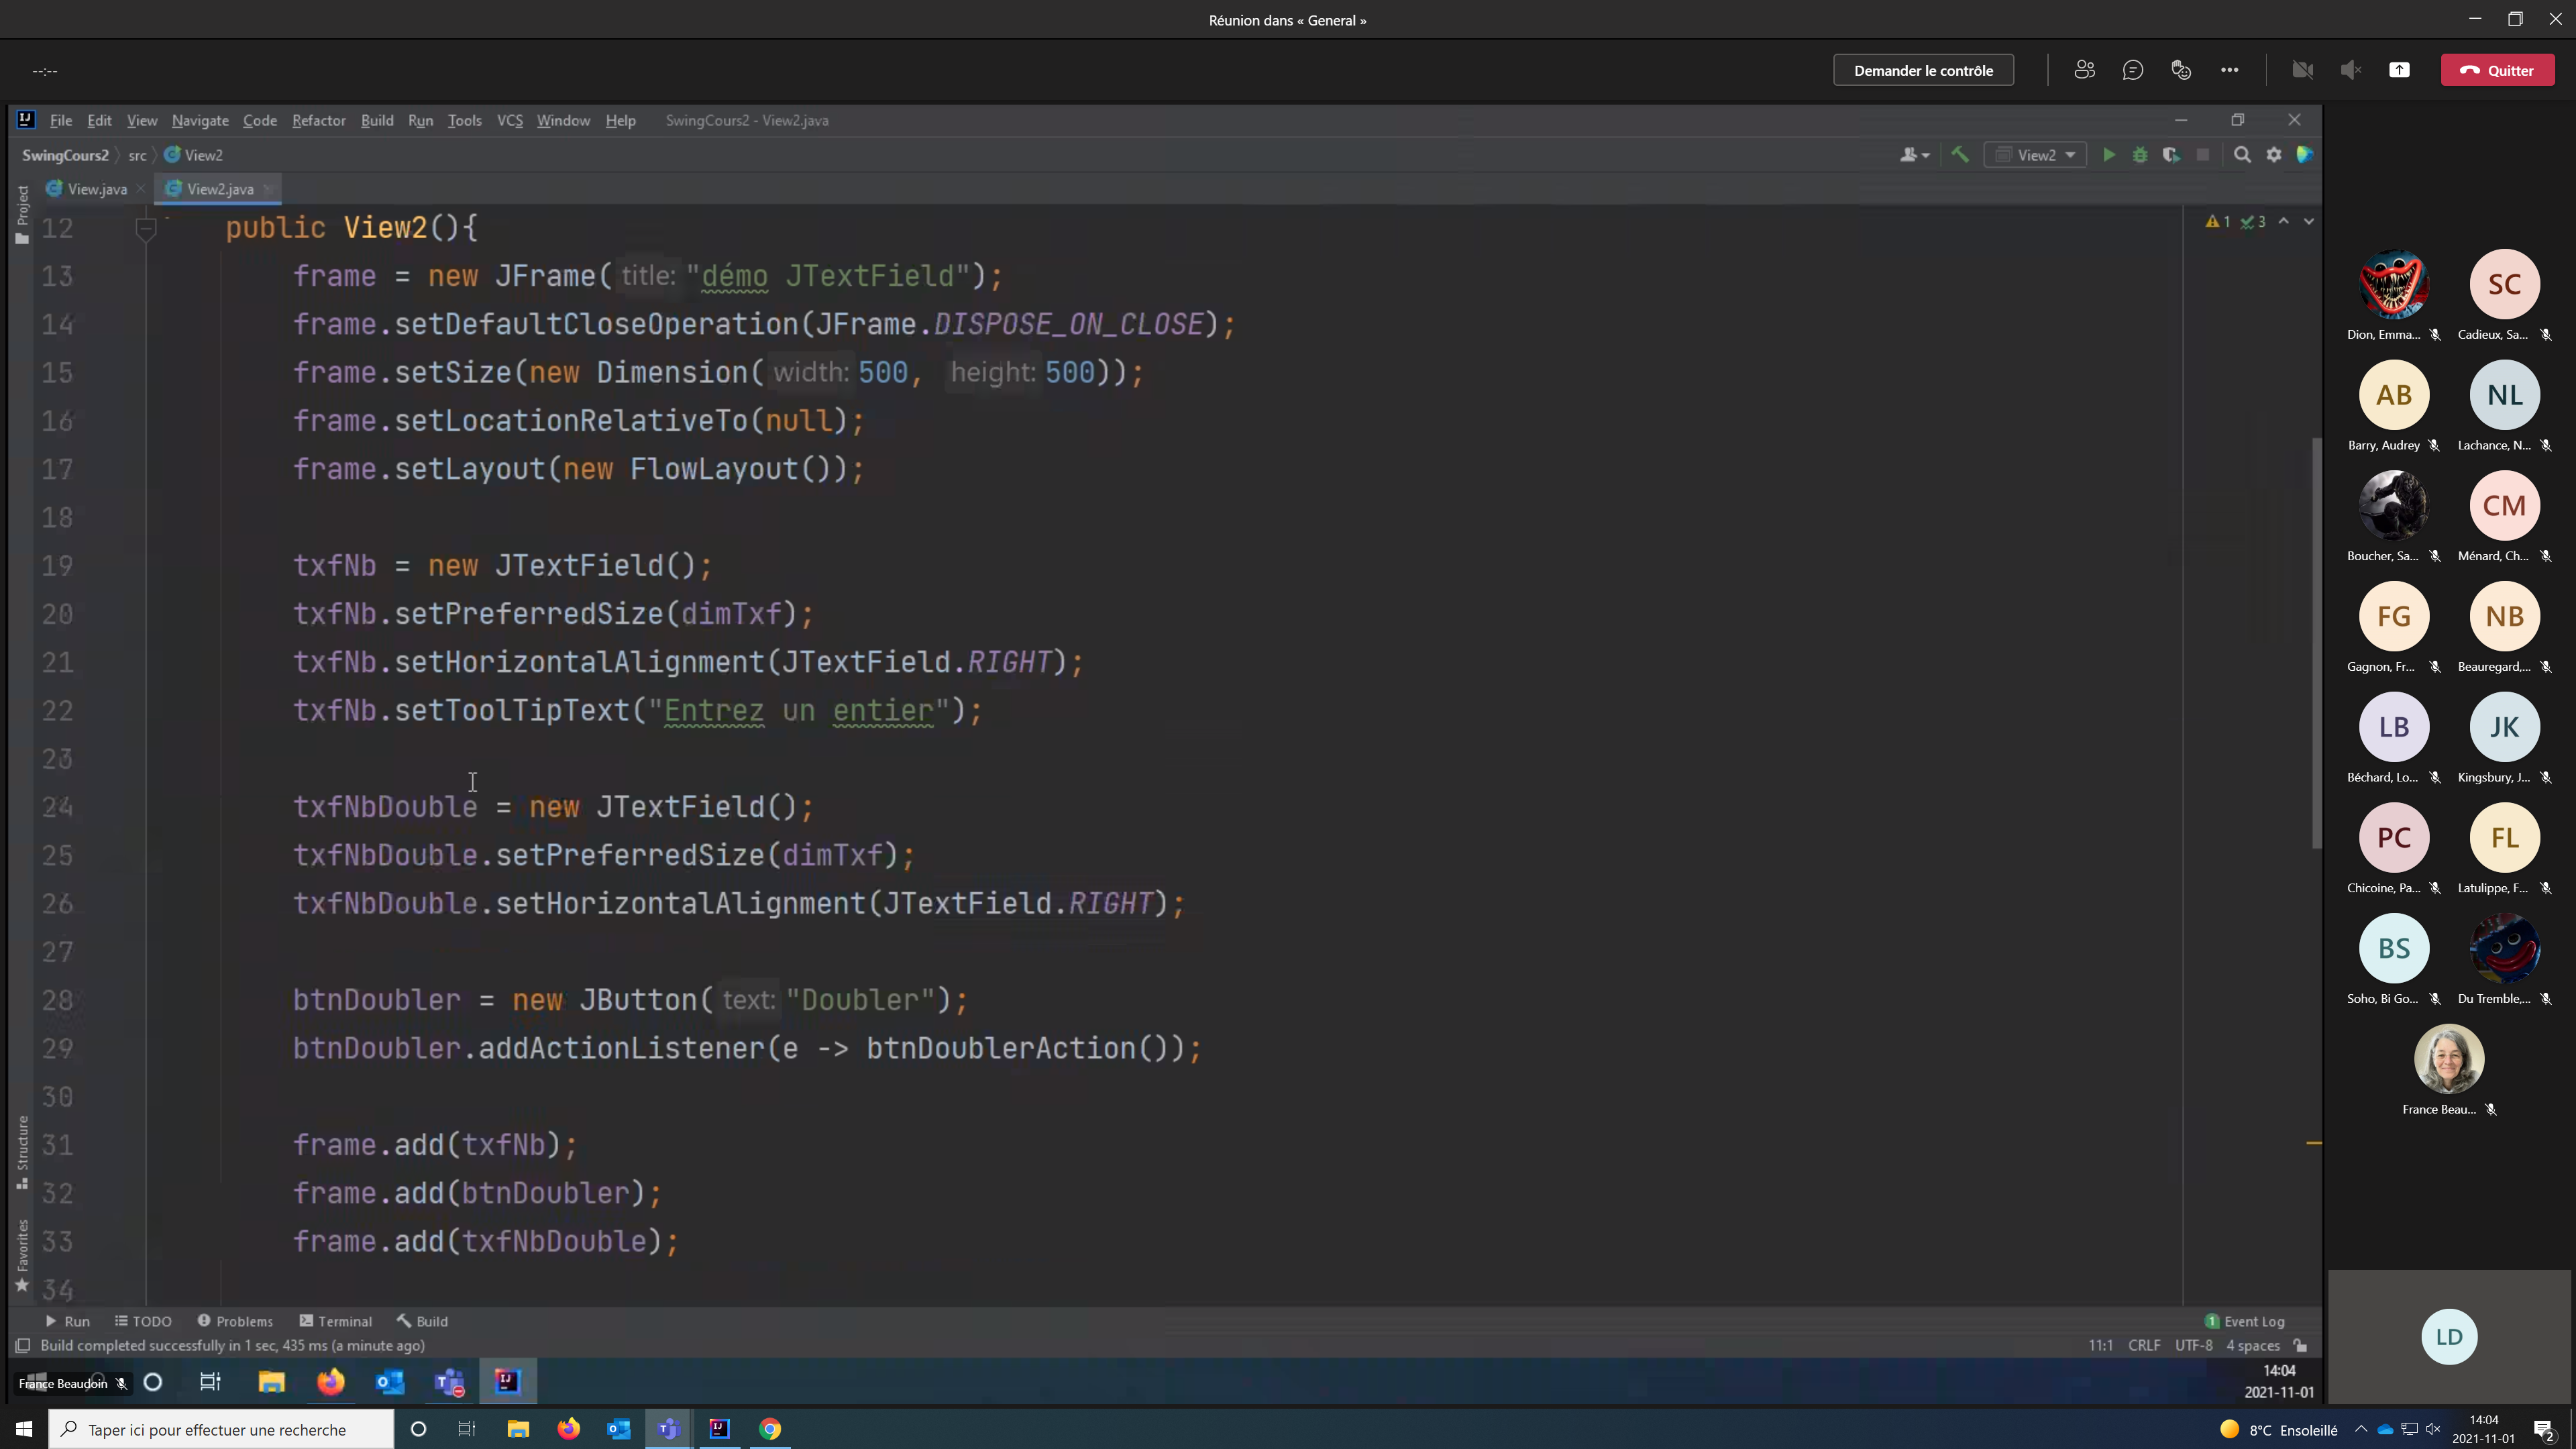 Réunion dans « General »
--:--
Demander le contrôle
Quitter
File Edit View Navigate Code Refactor Build Run Tools VCS Window Help SwingCours2 - View2.java
SwingCours2 src View2
View2
Project
View.java View2.java
1 3
12 public View2(){
13 frame = new JFrame( title: "démo JTextField");
14 frame.setDefaultCloseOperation(JFrame.DISPOSE_ON_CLOSE);
15 frame.setSize(new Dimension( width: 500, height: 500));
16 frame.setLocationRelativeTo(null);
17 frame.setLayout(new FlowLayout());
18
19 txfNb = new JTextField();
20 txfNb.setPreferredSize(dimTxf);
21 txfNb.setHorizontalAlignment(JTextField.RIGHT);
22 txfNb.setToolTipText("Entrez un entier");
23
24 txfNbDouble = new JTextField();
25 txfNbDouble.setPreferredSize(dimTxf);
26 txfNbDouble.setHorizontalAlignment(JTextField.RIGHT);
27
28 btnDoubler = new JButton( text: "Doubler");
29 btnDoubler.addActionListener(e -> btnDoublerAction());
30
31 frame.add(txfNb);
32 frame.add(btnDoubler);
33 frame.add(txfNbDouble);
34
Structure
Favorites
Run TODO Problems Terminal Build
1 Event Log
Build completed successfully in 1 sec, 435 ms (a minute ago)
11:1 CRLF UTF-8 4 spaces
France Beaudoin
14:04
2021-11-01
SC
Dion, Emma... Cadieux, Sa...
AB NL
Barry, Audrey Lachance, N...
CM
Boucher, Sa... Ménard, Ch...
FG NB
Gagnon, Fr... Beauregard,...
LB JK
Béchard, Lo... Kingsbury, J...
PC FL
Chicoine, Pa... Latulippe, F...
BS
Soho, Bi Go... Du Tremble,...
France Beau...
LD
Taper ici pour effectuer une recherche
8°C Ensoleillé
14:04
2021-11-01
2